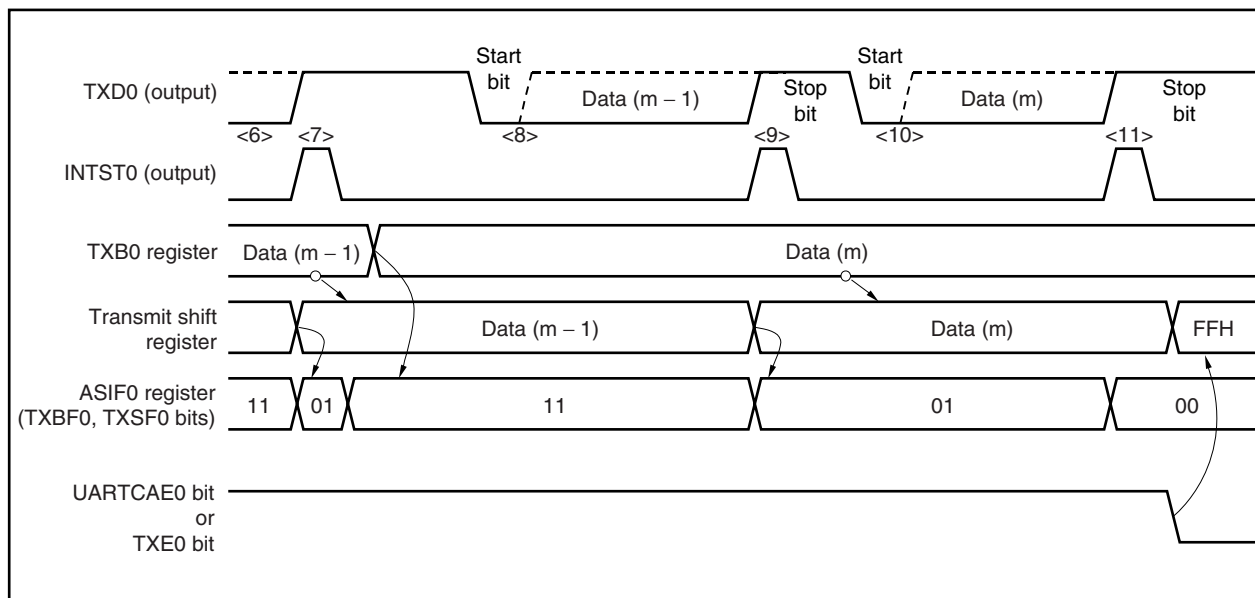 TXD0 (output)
Start
bit
Data (m – 1)
Stop
bit
Start
bit
Data (m)
Stop
bit
<6>
<7>
<8>
<9>
<10>
<11>
INTST0 (output)
TXB0 register
Data (m – 1)
Data (m)
Transmit shift
register
Data (m – 1)
Data (m)
FFH
ASIF0 register
(TXBF0, TXSF0 bits)
11
01
11
01
00
UARTCAE0 bit
or
TXE0 bit